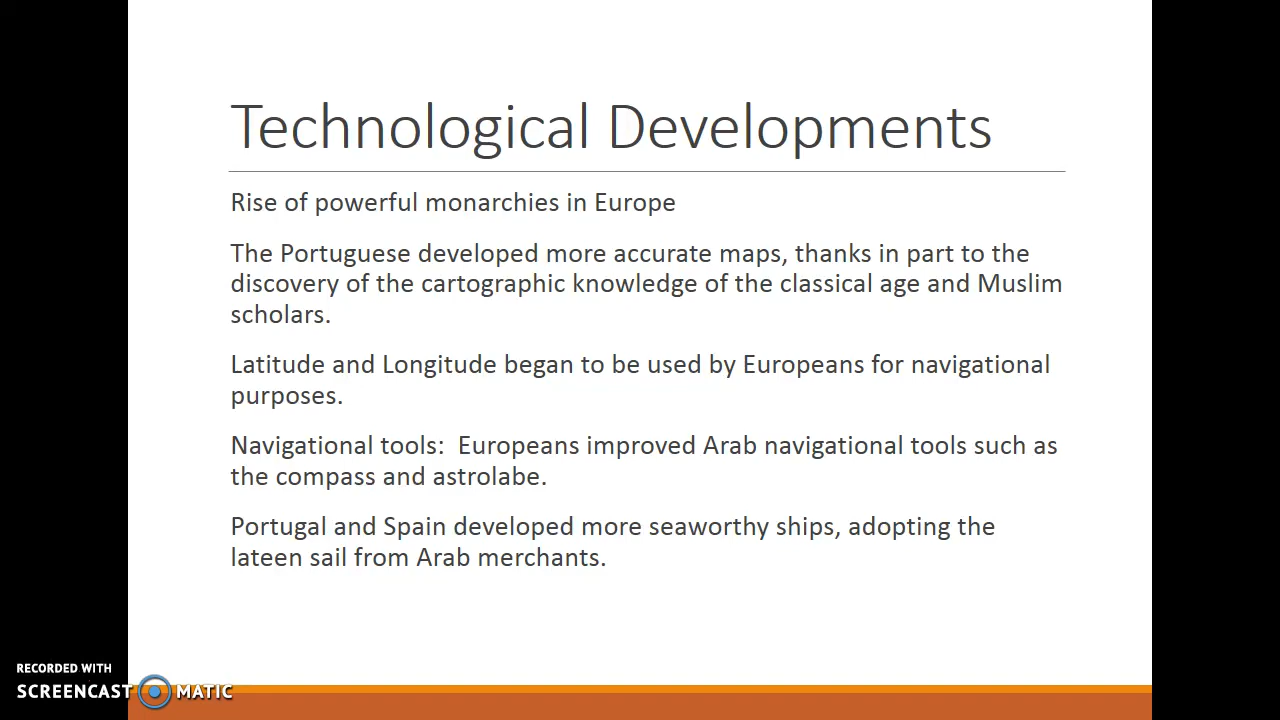 Technological Developments
Rise of powerful monarchies in Europe
The Portuguese developed more accurate maps, thanks in part to the
discovery of the cartographic knowledge of the classical age and Muslim
scholars.
Latitude and Longitude began to be used by Europeans for navigational
purposes.
Navigational tools:  Europeans improved Arab navigational tools such as
the compass and astrolabe.
Portugal and Spain developed more seaworthy ships, adopting the
lateen sail from Arab merchants.
RECORDED WITH
SCREENCAST MATIC